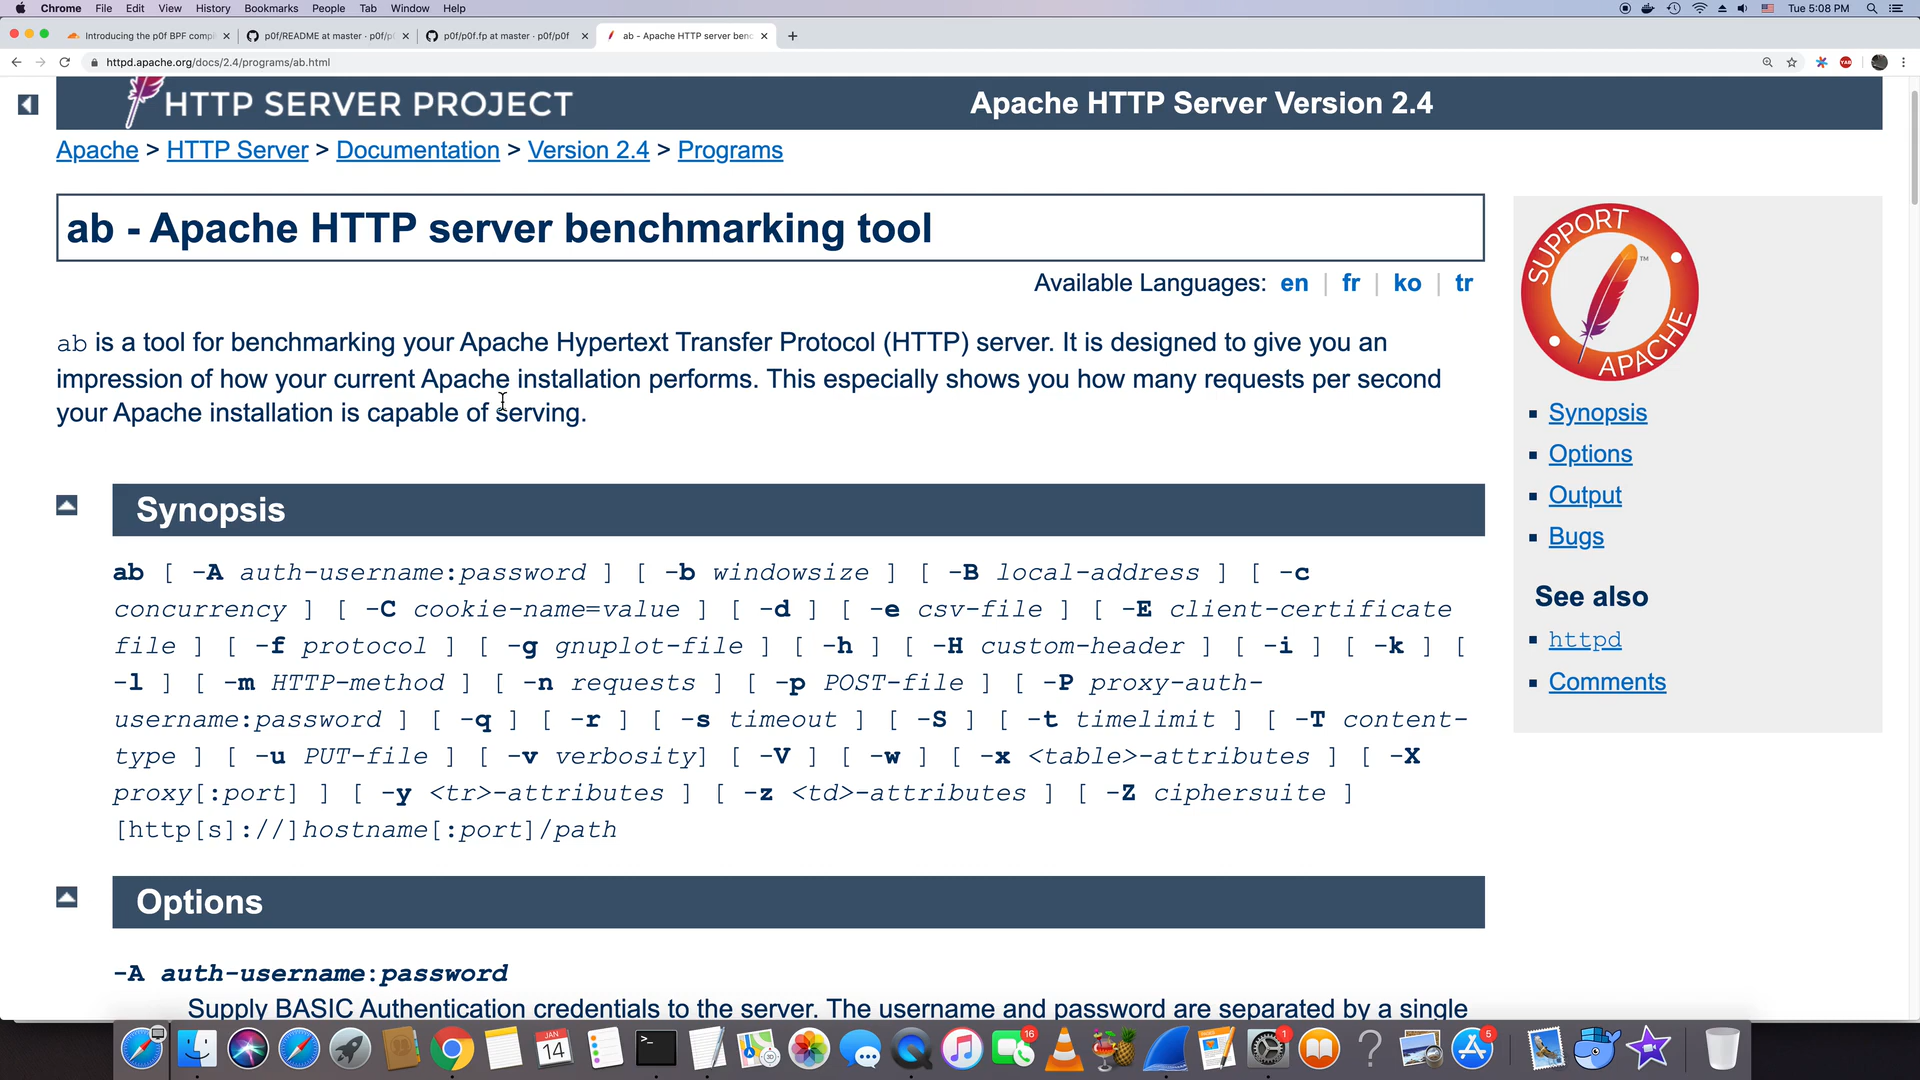 Chrome File Edit View History Bookmarks People Tab Window Help Tue 5:08 PM
Introducing the p0f BPF compi p0f/README at master · p0f/p p0f/p0f.fp at master · p0f/p0f ab - Apache HTTP server benc
httpd.apache.org/docs/2.4/programs/ab.html
HTTP SERVER PROJECT
Apache HTTP Server Version 2.4
Apache > HTTP Server > Documentation > Version 2.4 > Programs
ab - Apache HTTP server benchmarking tool
Available Languages: en | fr | ko | tr
ab is a tool for benchmarking your Apache Hypertext Transfer Protocol (HTTP) server. It is designed to give you an
impression of how your current Apache installation performs. This especially shows you how many requests per second
your Apache installation is capable of serving.
Synopsis
ab [ -A auth-username:password ] [ -b windowsize ] [ -B local-address ] [ -c
concurrency ] [ -C cookie-name=value ] [ -d ] [ -e csv-file ] [ -E client-certificate
file ] [ -f protocol ] [ -g gnuplot-file ] [ -h ] [ -H custom-header ] [ -i ] [ -k ] [
-l ] [ -m HTTP-method ] [ -n requests ] [ -p POST-file ] [ -P proxy-auth-
username:password ] [ -q ] [ -r ] [ -s timeout ] [ -S ] [ -t timelimit ] [ -T content-
type ] [ -u PUT-file ] [ -v verbosity] [ -V ] [ -w ] [ -x <table>-attributes ] [ -X
proxy[:port] ] [ -y <tr>-attributes ] [ -z <td>-attributes ] [ -Z ciphersuite ]
[http[s]://]hostname[:port]/path
Options
-A auth-username:password
Supply BASIC Authentication credentials to the server. The username and password are separated by a single
SUPPORT
APACHE
TM
Synopsis
Options
Output
Bugs
See also
httpd
Comments
JAN
14
16
1
5